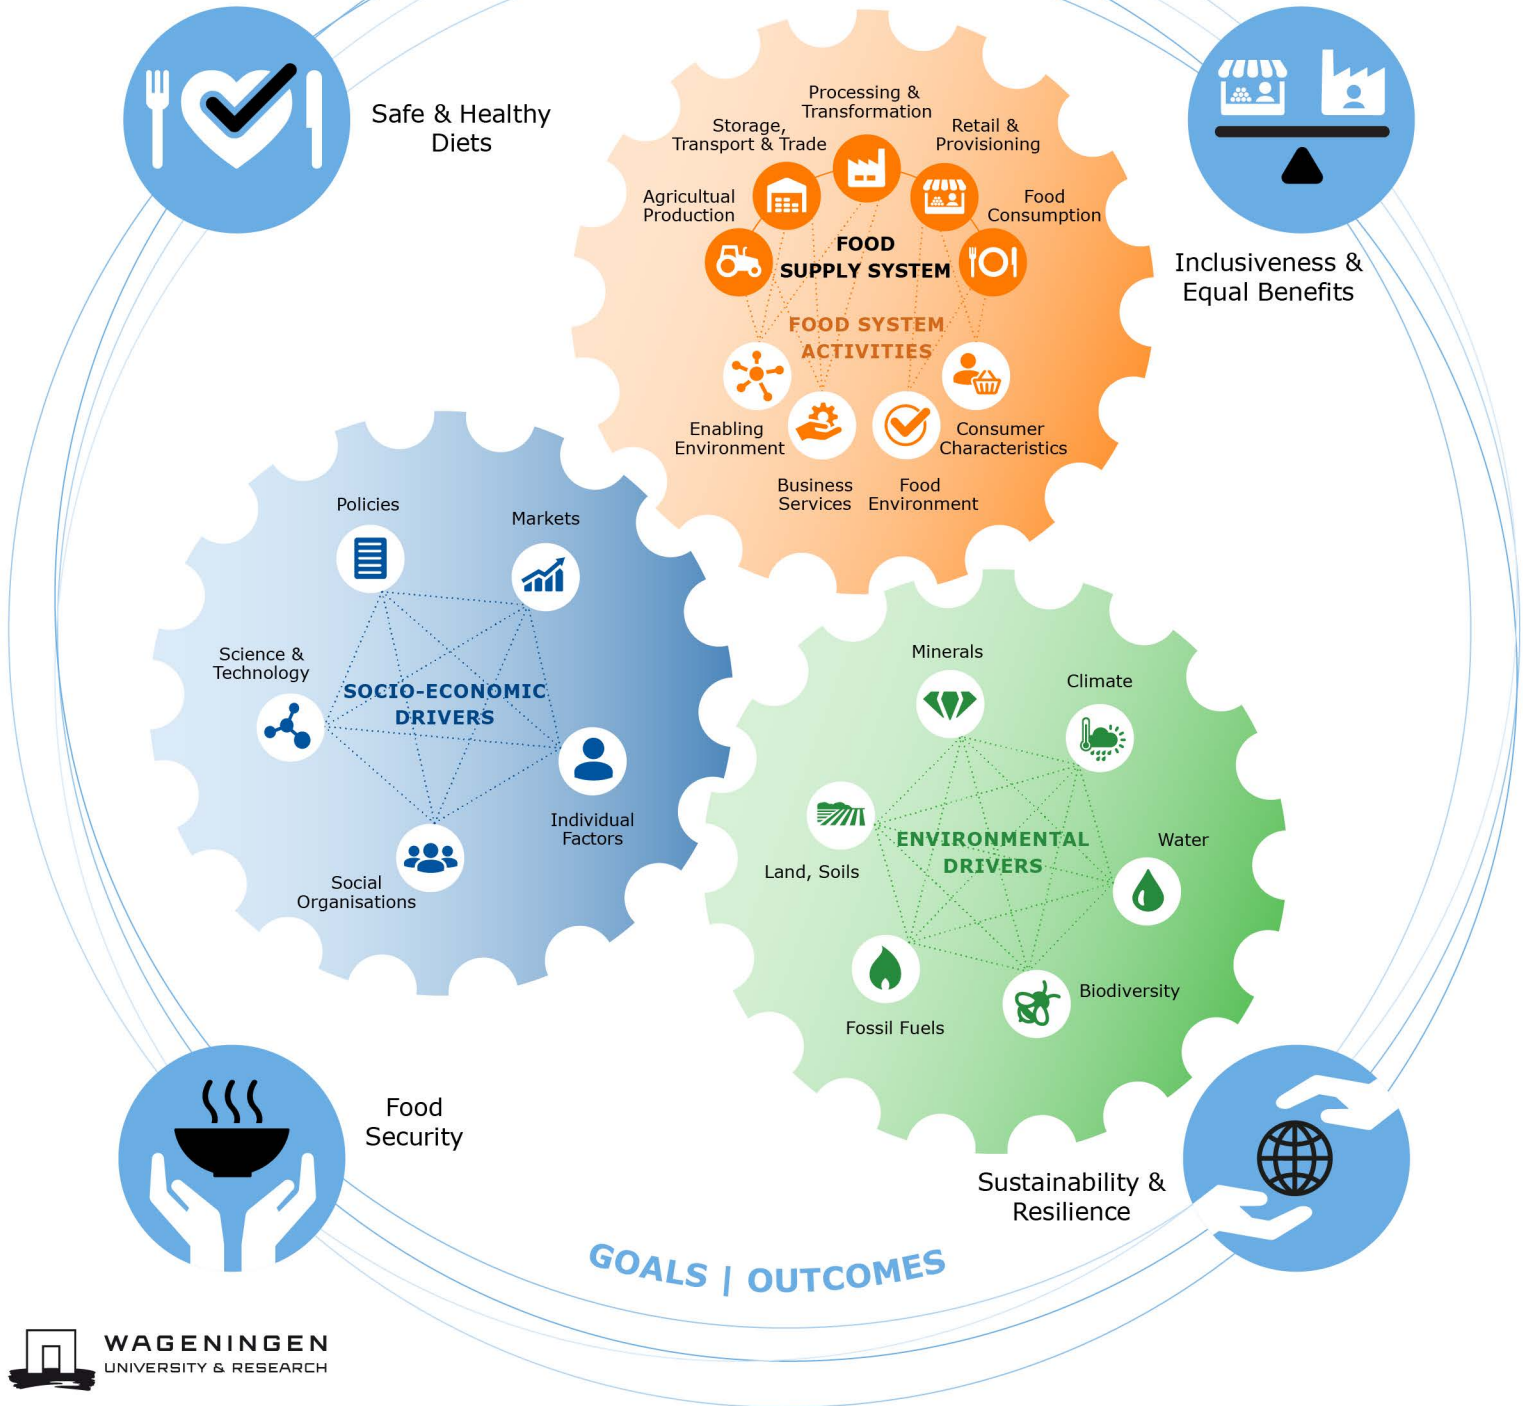 Safe & Healthy
Diets
Inclusiveness &
Equal Benefits
Processing &
Transformation
Storage,
Transport & Trade
Retail &
Provisioning
Agricultual
Production
Food
Consumption
FOOD
SUPPLY SYSTEM
FOOD SYSTEM
ACTIVITIES
Enabling
Environment
Business
Services
Food
Environment
Consumer
Characteristics
Policies
Markets
Science &
Technology
SOCIO-ECONOMIC
DRIVERS
Individual
Factors
Social
Organisations
Minerals
Climate
Land, Soils
ENVIRONMENTAL
DRIVERS
Water
Fossil Fuels
Biodiversity
Food
Security
Sustainability &
Resilience
GOALS | OUTCOMES
WAGENINGEN
UNIVERSITY & RESEARCH